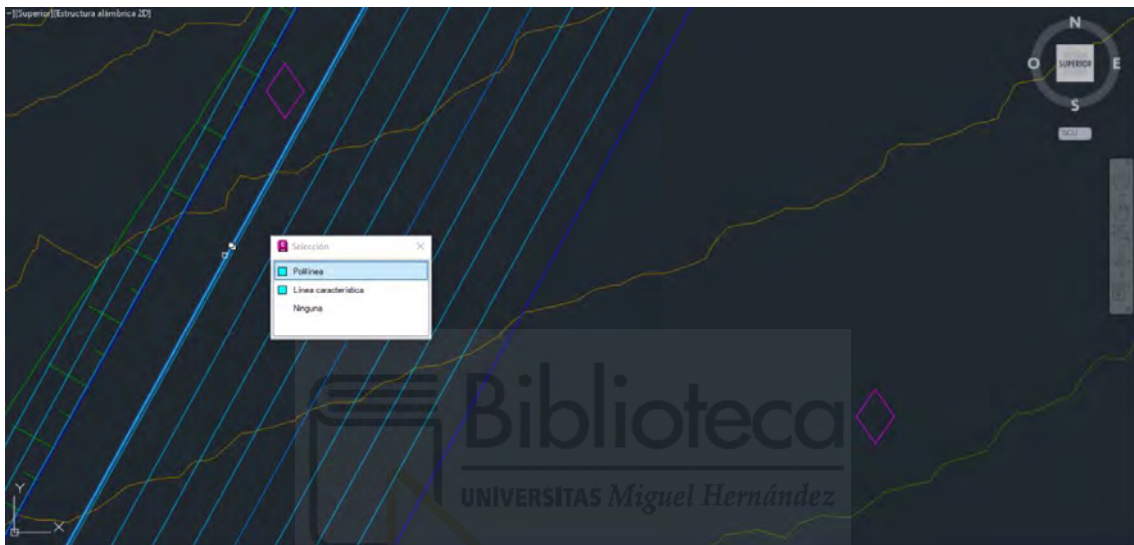 −][Superior][Estructura alámbrica 2D]
N
O
SUPERIOR
E
S
SCU
Selección
Polilínea
Línea característica
Ninguna
Biblioteca
UNIVERSITAS Miguel Hernández
Y
X